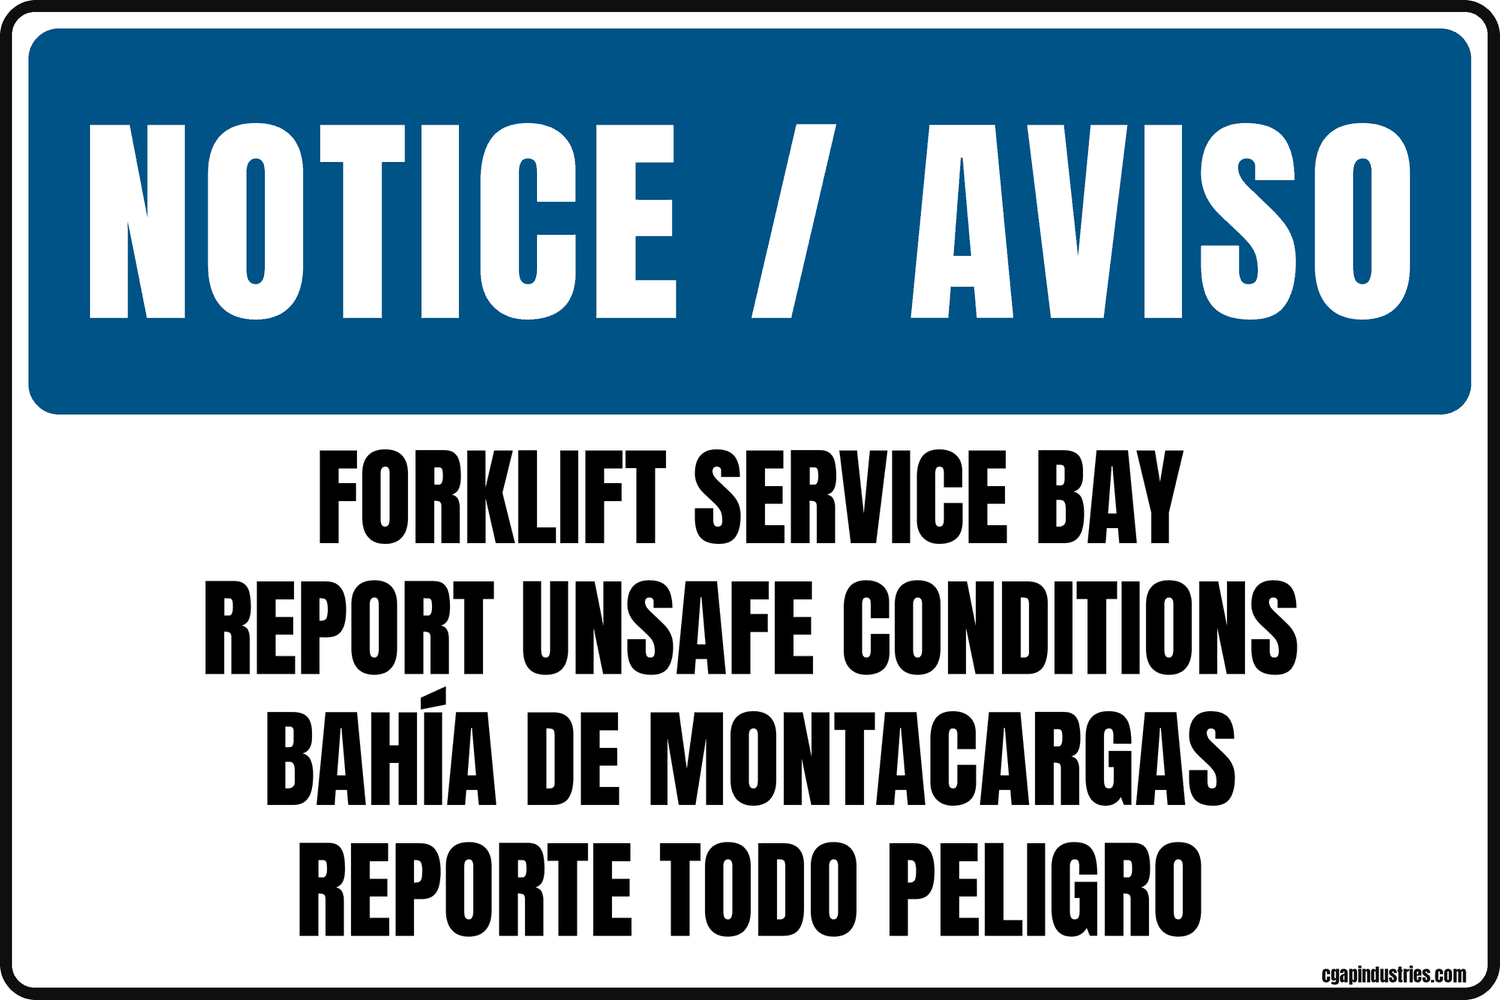 NOTICE / AVISO
FORKLIFT SERVICE BAY
REPORT UNSAFE CONDITIONS
BAHÍA DE MONTACARGAS
REPORTE TODO PELIGRO
cgapindustries.com